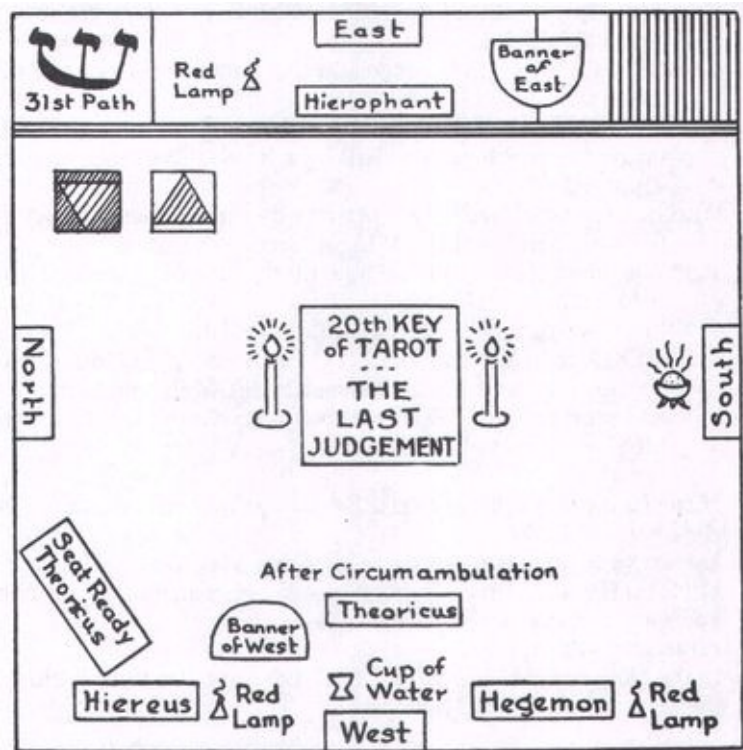 East
ש
31st Path
Red
Lamp
Hierophant
Banner
of
East
North
20th KEY
of TAROT
---
THE
LAST
JUDGEMENT
South
Seat Ready
Theoricus
After Circumambulation
Theoricus
Banner
of West
Cup of
Water
Hiereus
Red
Lamp
Hegemon
Red
Lamp
West